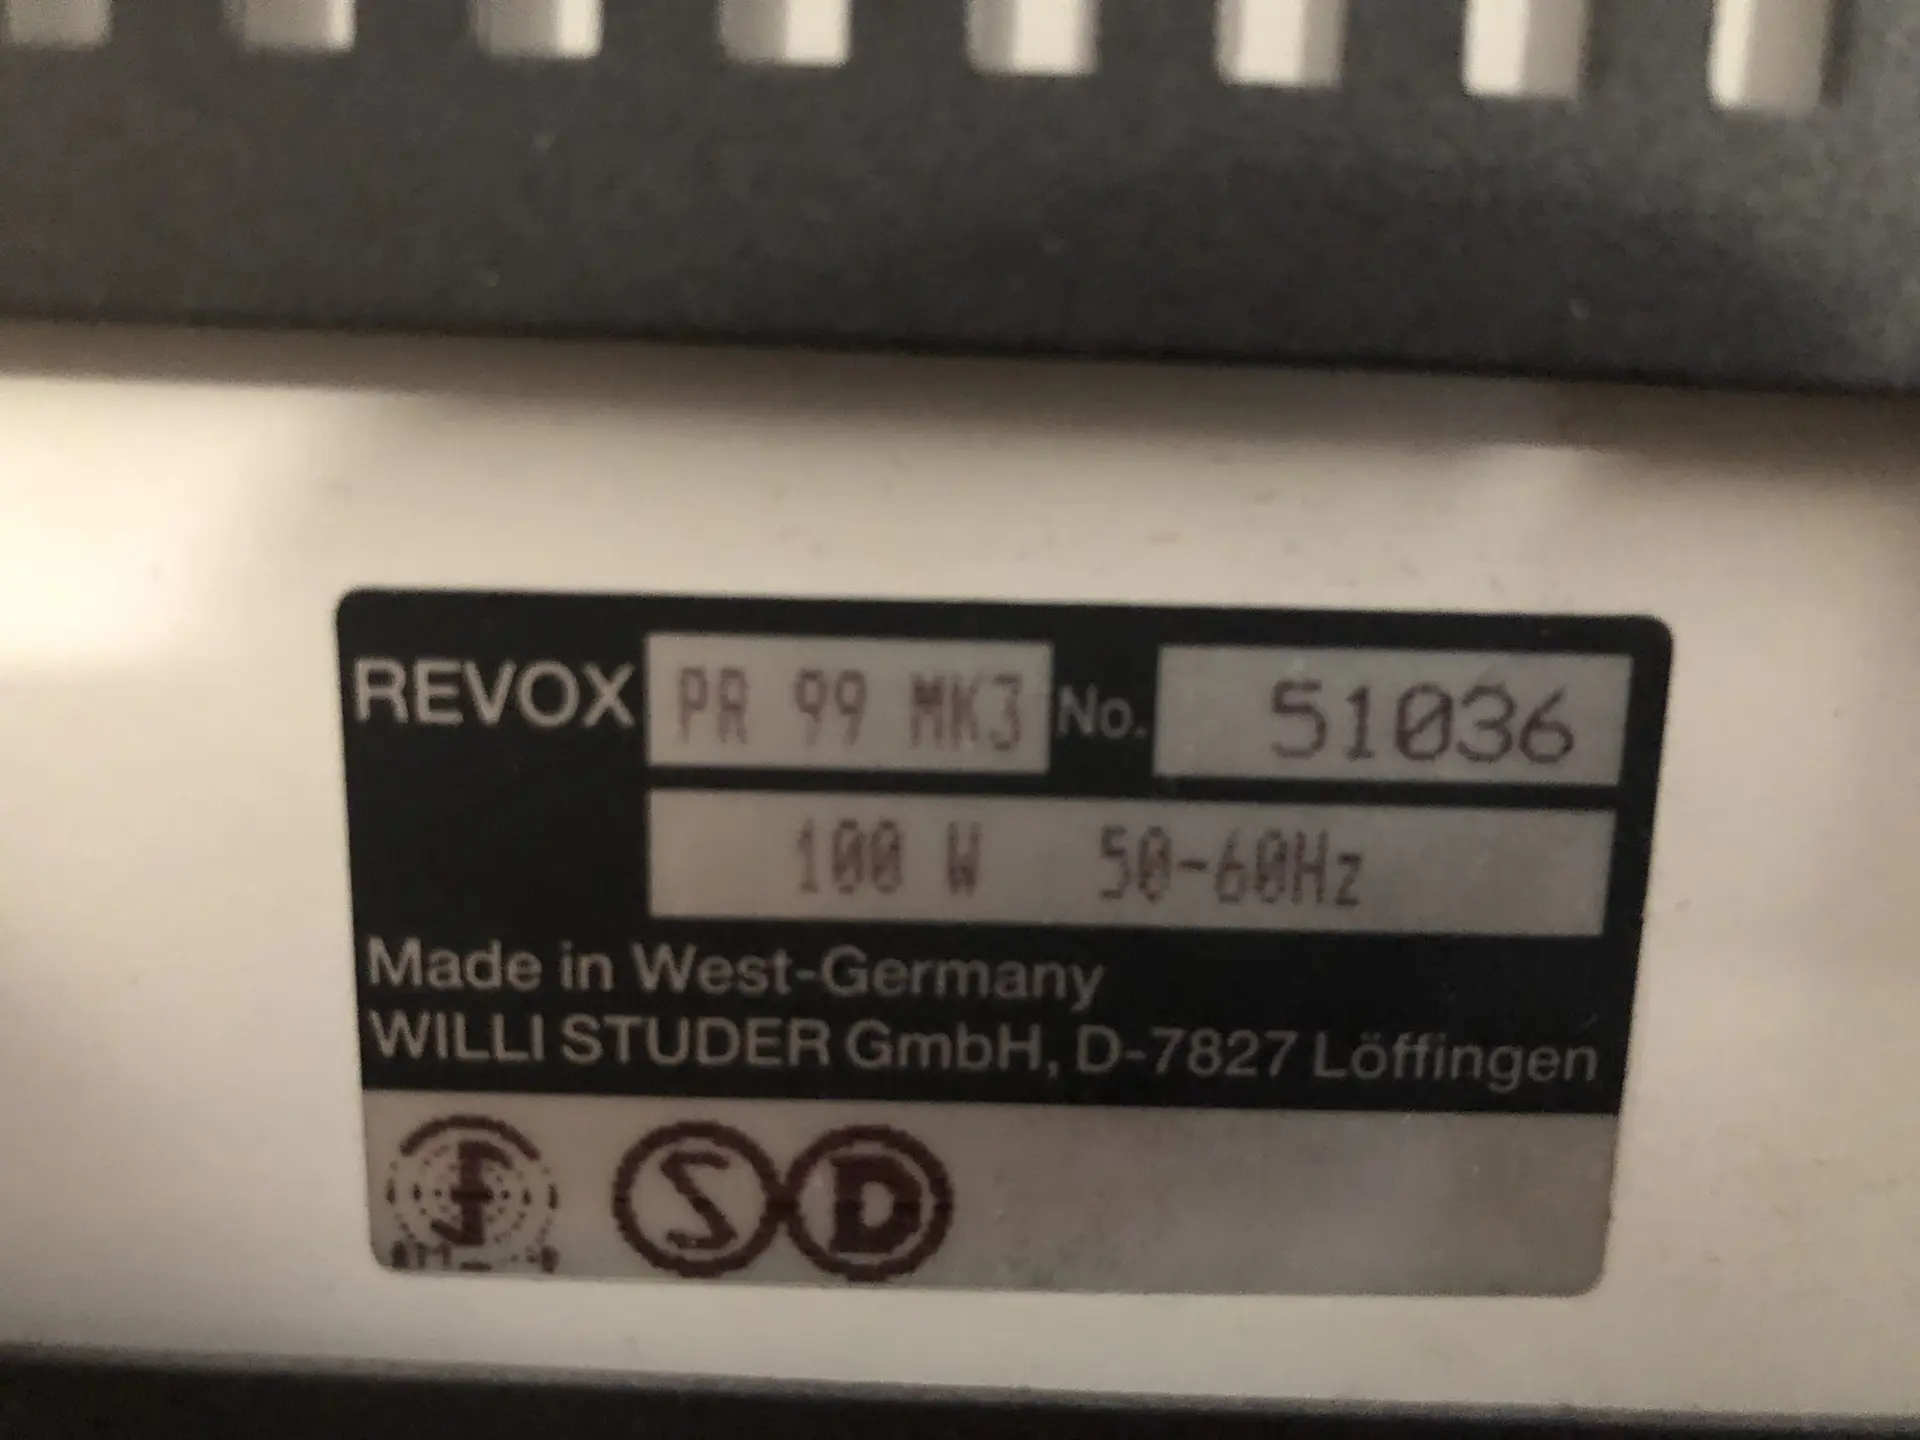 REVOX PR 99 MK3 No. 51036
100 W 50-60Hz
Made in West-Germany
WILLI STUDER GmbH, D-7827 Löffingen
S D